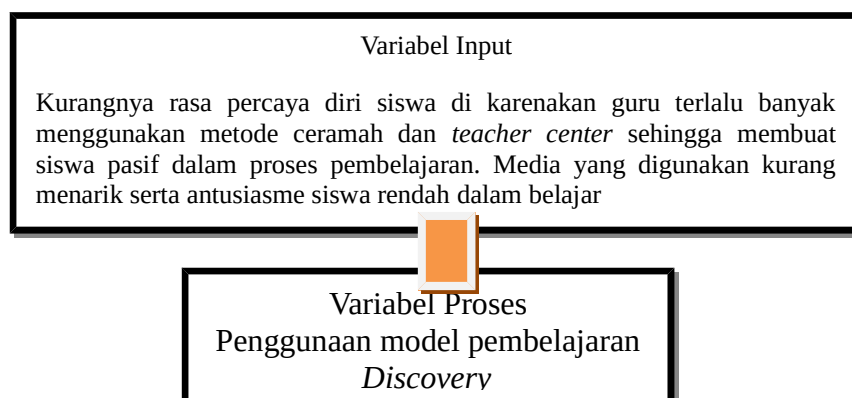 Variabel Input
Kurangnya rasa percaya diri siswa di karenakan guru terlalu banyak
menggunakan metode ceramah dan teacher center sehingga membuat
siswa pasif dalam proses pembelajaran. Media yang digunakan kurang
menarik serta antusiasme siswa rendah dalam belajar
Variabel Proses
Penggunaan model pembelajaran
Discovery